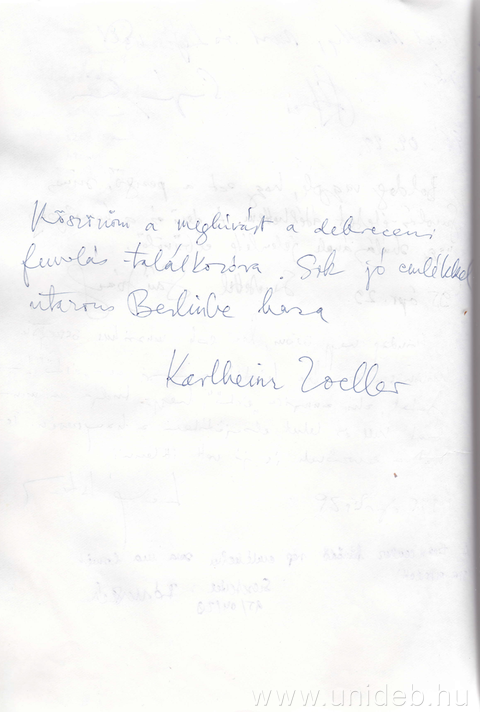 Köszönöm a meghívást a debreceni
fuvolás találkozóra. Sok jó emlékkel
utazom Berlinbe haza
Karlheinz Zoeller
www.unideb.hu